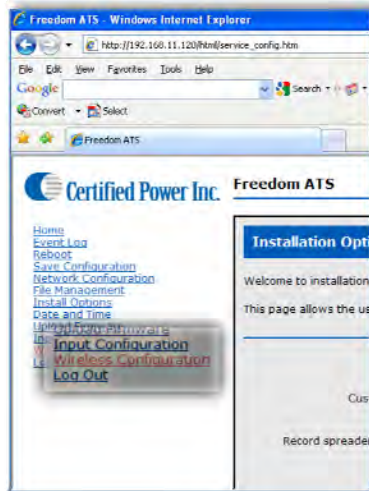 Freedom ATS - Windows Internet Explorer
http://192.168.11.120/html/service_config.htm
File Edit View Favorites Tools Help
Google Search
Convert Select
Freedom ATS
Certified Power Inc.
Freedom ATS
Home
Event Log
Reboot
Save Configuration
Network Configuration
File Management
Install Options
Date and Time
Upload Firmware
Input Configuration
Wireless Configuration
Log Out
Installation Opti
Welcome to installation
This page allows the us
Cus
Record spreader